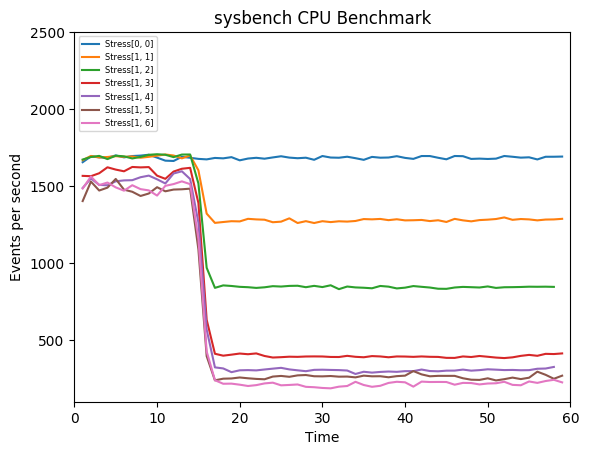 sysbench CPU Benchmark
2500
2000
1500
1000
500
Events per second
Stress[0, 0]
Stress[1, 1]
Stress[1, 2]
Stress[1, 3]
Stress[1, 4]
Stress[1, 5]
Stress[1, 6]
0 10 20 30 40 50 60
Time